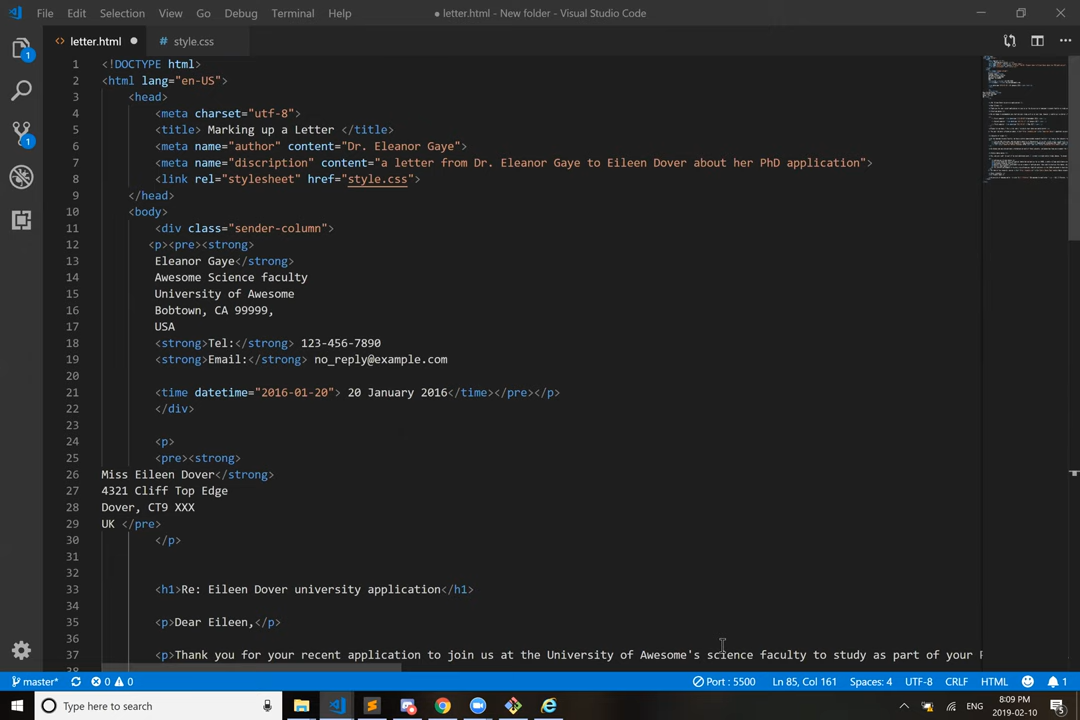 File Edit Selection View Go Debug Terminal Help ● letter.html - New folder - Visual Studio Code
<> letter.html ● # style.css
1 <!DOCTYPE html>
2 <html lang="en-US">
3 <head>
4 <meta charset="utf-8">
5 <title> Marking up a Letter </title>
6 <meta name="author" content="Dr. Eleanor Gaye">
7 <meta name="discription" content="a letter from Dr. Eleanor Gaye to Eileen Dover about her PhD application">
8 <link rel="stylesheet" href="style.css">
9 </head>
10 <body>
11 <div class="sender-column">
12 <p><pre><strong>
13 Eleanor Gaye</strong>
14 Awesome Science faculty
15 University of Awesome
16 Bobtown, CA 99999,
17 USA
18 <strong>Tel:</strong> 123-456-7890
19 <strong>Email:</strong> no_reply@example.com
20
21 <time datetime="2016-01-20"> 20 January 2016</time></pre></p>
22 </div>
23
24 <p>
25 <pre><strong>
26 Miss Eileen Dover</strong>
27 4321 Cliff Top Edge
28 Dover, CT9 XXX
29 UK </pre>
30 </p>
31
32
33 <h1>Re: Eileen Dover university application</h1>
34
35 <p>Dear Eileen,</p>
36
37 <p>Thank you for your recent application to join us at the University of Awesome's science faculty to study as part of your
38
1
1
master* 0 0 Port : 5500 Ln 85, Col 161 Spaces: 4 UTF-8 CRLF HTML 1
Type here to search ENG 8:09 PM
2019-02-10 5